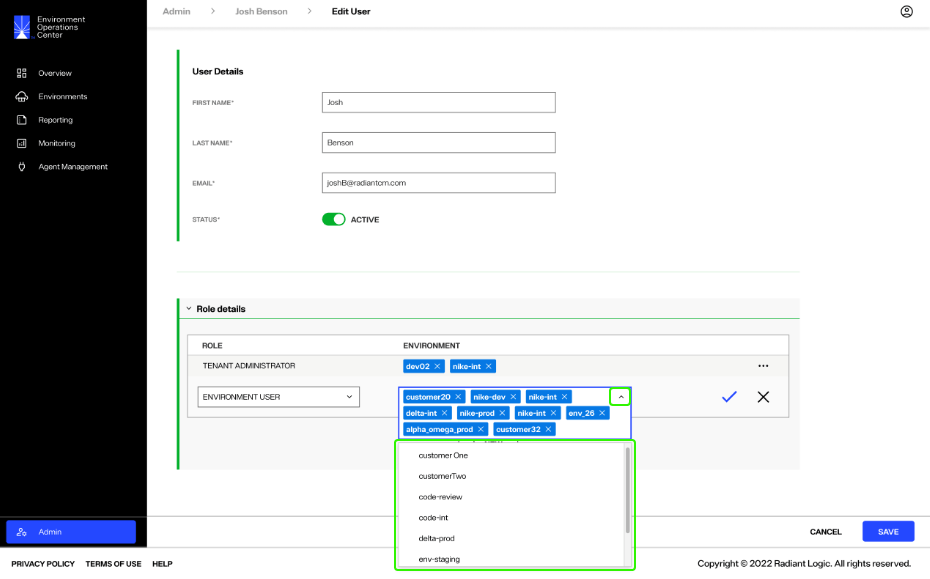 Environment
Operations
Center
Admin > Josh Benson > Edit User
Overview
Environments
Reporting
Monitoring
Agent Management
User Details
FIRST NAME* Josh
LAST NAME* Benson
EMAIL* joshB@radiantcm.com
STATUS* ACTIVE
Role details
ROLE ENVIRONMENT
TENANT ADMINISTRATOR dev02 × nike-int × ...
ENVIRONMENT USER customer20 × nike-dev × nike-int ×
delta-int × nike-prod × nike-int × env_26 ×
alpha_omega_prod × customer32 ×
customer One
customerTwo
code-review
code-int
delta-prod
env-staging
Admin
CANCEL SAVE
PRIVACY POLICY TERMS OF USE HELP Copyright © 2022 Radiant Logic. All rights reserved.